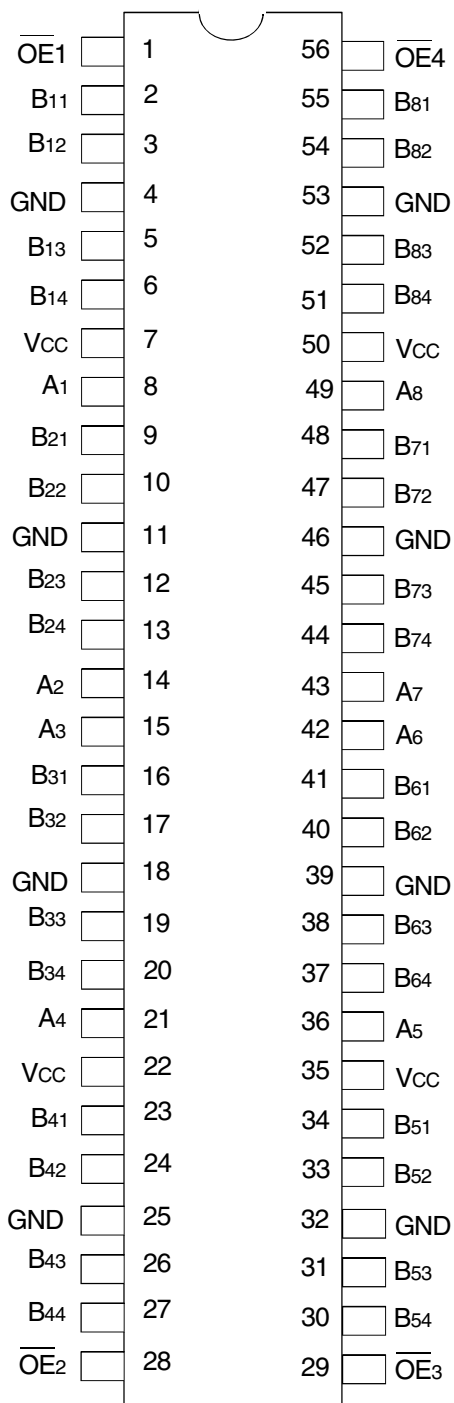 OE1 1 56 OE4
B11 2 55 B81
B12 3 54 B82
GND 4 53 GND
B13 5 52 B83
B14 6 51 B84
VCC 7 50 VCC
A1 8 49 A8
B21 9 48 B71
B22 10 47 B72
GND 11 46 GND
B23 12 45 B73
B24 13 44 B74
A2 14 43 A7
A3 15 42 A6
B31 16 41 B61
B32 17 40 B62
GND 18 39 GND
B33 19 38 B63
B34 20 37 B64
A4 21 36 A5
VCC 22 35 VCC
B41 23 34 B51
B42 24 33 B52
GND 25 32 GND
B43 26 31 B53
B44 27 30 B54
OE2 28 29 OE3